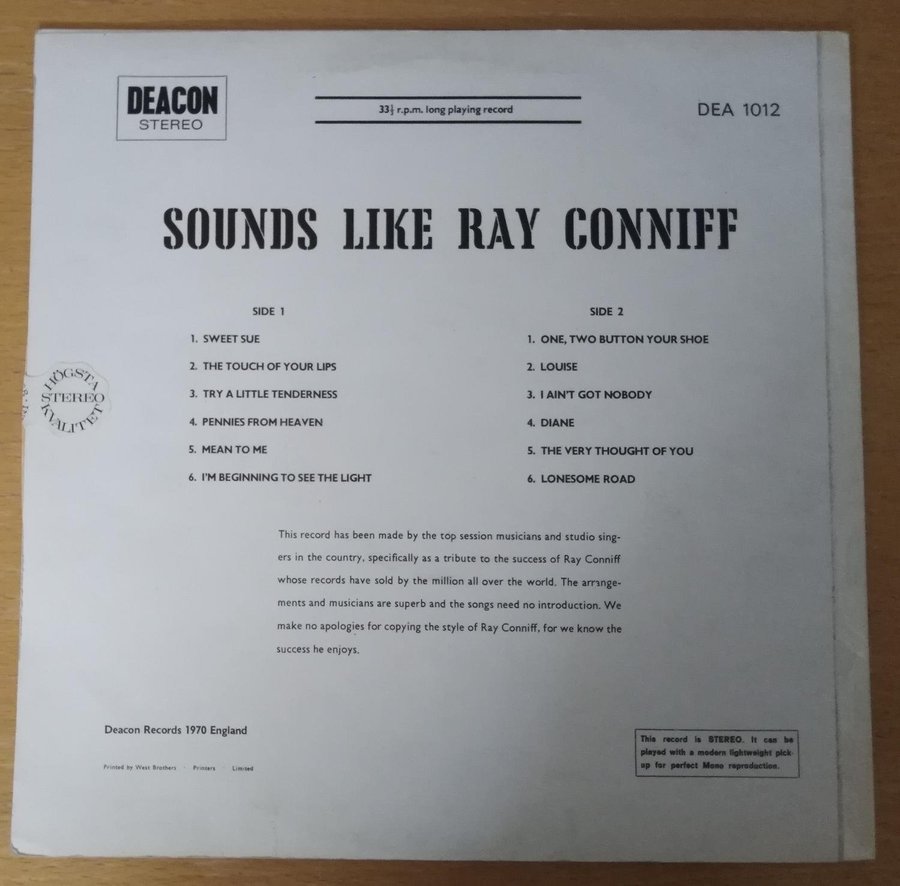 DEACON
STEREO
33⅓ r.p.m. long playing record
DEA 1012
SOUNDS LIKE RAY CONNIFF
SIDE 1
1. SWEET SUE
2. THE TOUCH OF YOUR LIPS
3. TRY A LITTLE TENDERNESS
4. PENNIES FROM HEAVEN
5. MEAN TO ME
6. I'M BEGINNING TO SEE THE LIGHT
SIDE 2
1. ONE, TWO BUTTON YOUR SHOE
2. LOUISE
3. I AIN'T GOT NOBODY
4. DIANE
5. THE VERY THOUGHT OF YOU
6. LONESOME ROAD
HÖGSTA
STEREO
KVALITET
This record has been made by the top session musicians and studio sing-
ers in the country, specifically as a tribute to the success of Ray Conniff
whose records have sold by the million all over the world. The arrange-
ments and musicians are superb and the songs need no introduction. We
make no apologies for copying the style of Ray Conniff, for we know the
success he enjoys.
Deacon Records 1970 England
Printed by West Brothers · Printers · Limited
This record is STEREO. It can be
played with a modern lightweight pick-
up for perfect Mono reproduction.